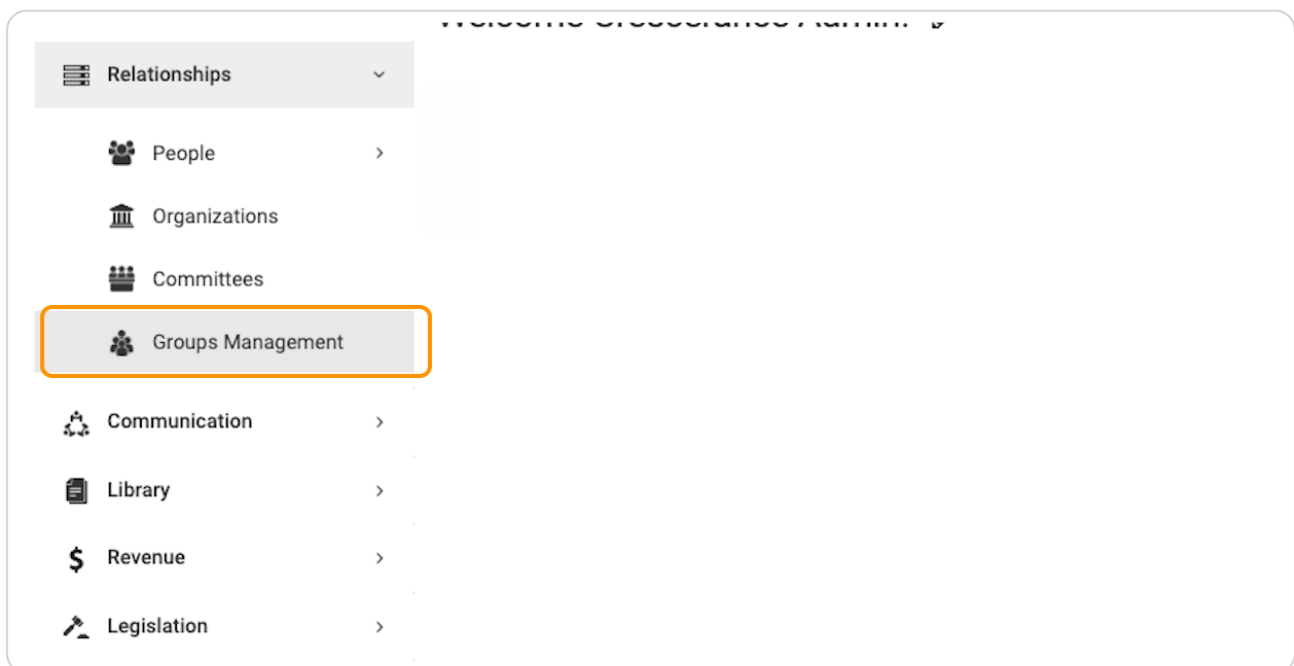 Relationships
People
Organizations
Committees
Groups Management
Communication
Library
$ Revenue
Legislation